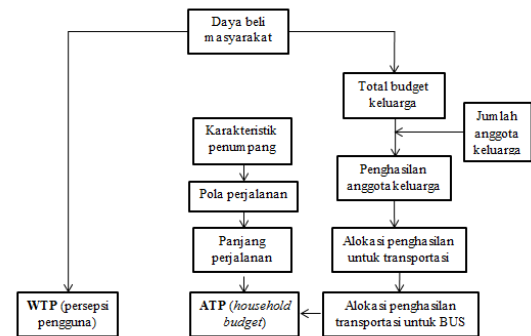 Daya beli
masyarakat
Total budget
keluarga
Jumlah
anggota
keluarga
Karakteristik
penumpang
Penghasilan
anggota keluarga
Pola perjalanan
Panjang
perjalanan
Alokasi penghasilan
untuk transportasi
WTP (persepsi
pengguna)
ATP (household
budget)
Alokasi penghasilan
transportasi untuk BUS